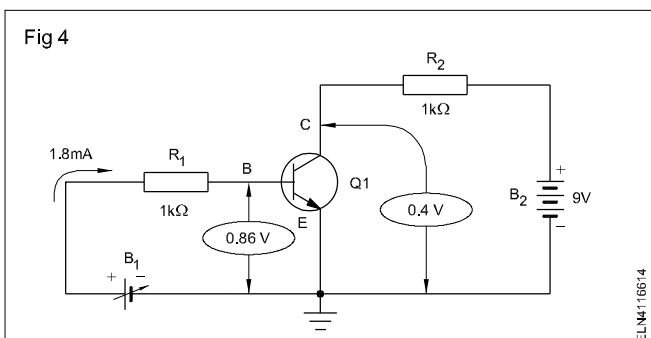 Fig 4
R2
1kΩ
C
1.8mA
R1
B
Q1
+
B2
9V
1kΩ
0.4 V
E
0.86 V
−
B1
+
−
ELN4116614